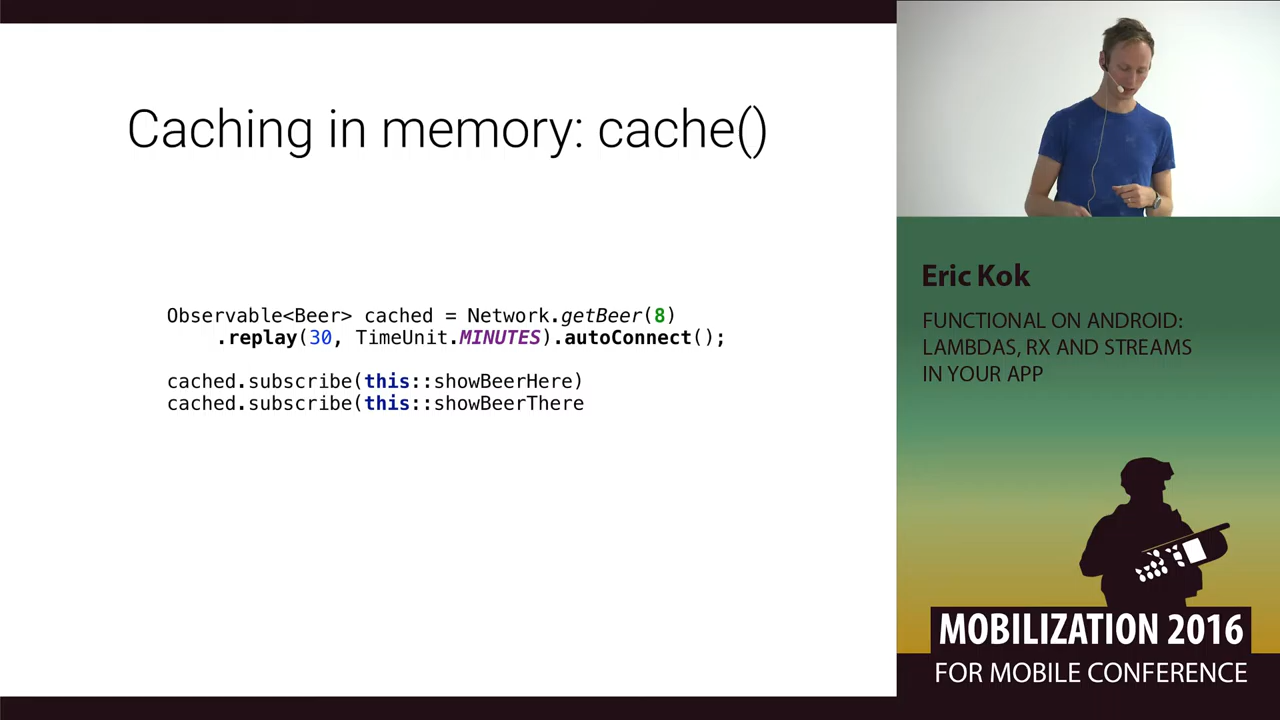 Caching in memory: cache()
Observable<Beer> cached = Network.getBeer(8)
.replay(30, TimeUnit.MINUTES).autoConnect();
cached.subscribe(this::showBeerHere)
cached.subscribe(this::showBeerThere
Eric Kok
FUNCTIONAL ON ANDROID:
LAMBDAS, RX AND STREAMS
IN YOUR APP
MOBILIZATION 2016
FOR MOBILE CONFERENCE